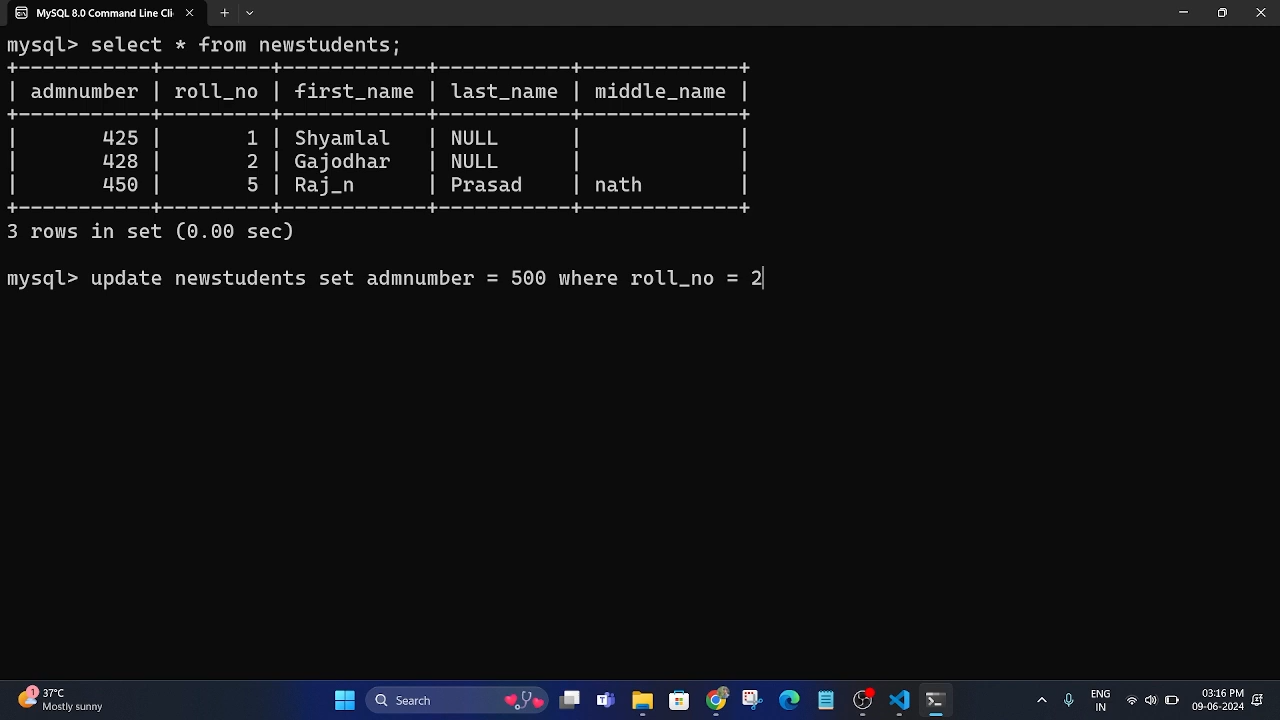 MySQL 8.0 Command Line Cli
mysql> select * from newstudents;
+-----------+---------+------------+-----------+-------------+
| admnumber | roll_no | first_name | last_name | middle_name |
+-----------+---------+------------+-----------+-------------+
|       425 |       1 | Shyamlal   | NULL      |             |
|       428 |       2 | Gajodhar   | NULL      |             |
|       450 |       5 | Raj_n      | Prasad    | nath        |
+-----------+---------+------------+-----------+-------------+
3 rows in set (0.00 sec)
mysql> update newstudents set admnumber = 500 where roll_no = 2
1
37°C
Mostly sunny
Search
ENG
IN
03:16 PM
09-06-2024